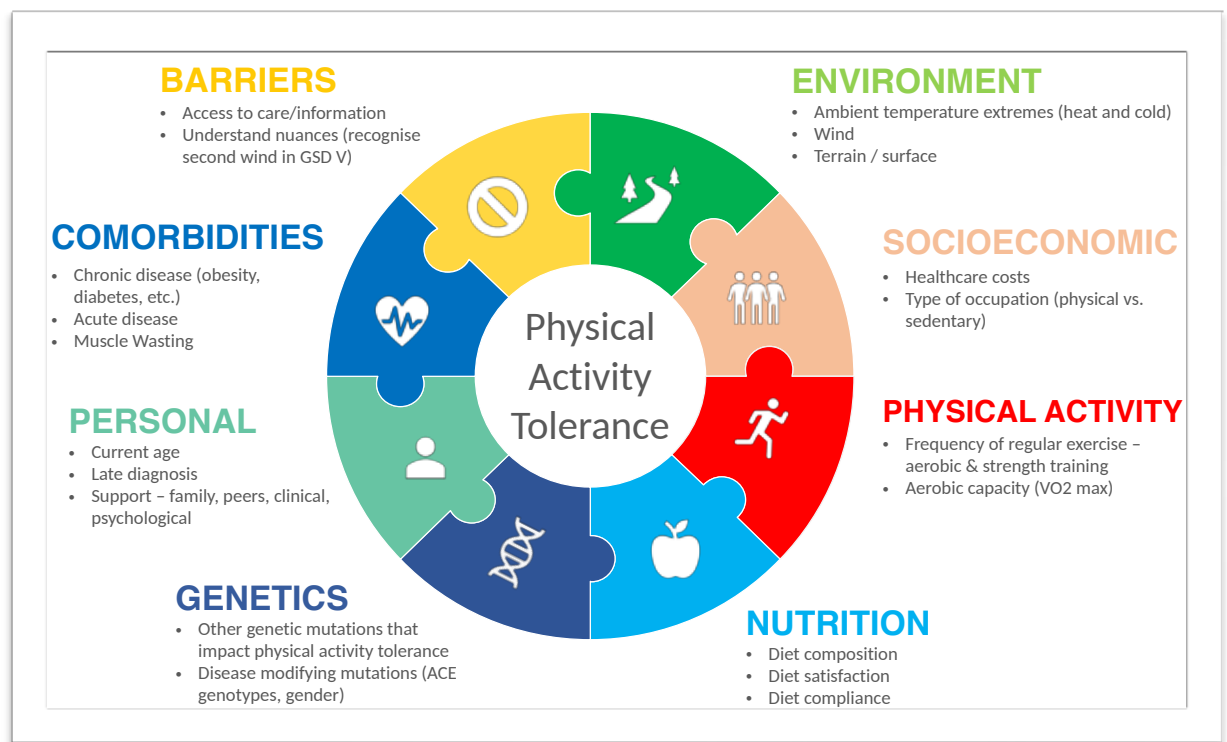 BARRIERS
• Access to care/information
• Understand nuances (recognise
second wind in GSD V)
ENVIRONMENT
• Ambient temperature extremes (heat and cold)
• Wind
• Terrain / surface
COMORBIDITIES
• Chronic disease (obesity,
diabetes, etc.)
• Acute disease
• Muscle Wasting
SOCIOECONOMIC
• Healthcare costs
• Type of occupation (physical vs.
sedentary)
Physical
Activity
Tolerance
PERSONAL
• Current age
• Late diagnosis
• Support – family, peers, clinical,
psychological
PHYSICAL ACTIVITY
• Frequency of regular exercise –
aerobic & strength training
• Aerobic capacity (VO2 max)
GENETICS
• Other genetic mutations that
impact physical activity tolerance
• Disease modifying mutations (ACE
genotypes, gender)
NUTRITION
• Diet composition
• Diet satisfaction
• Diet compliance